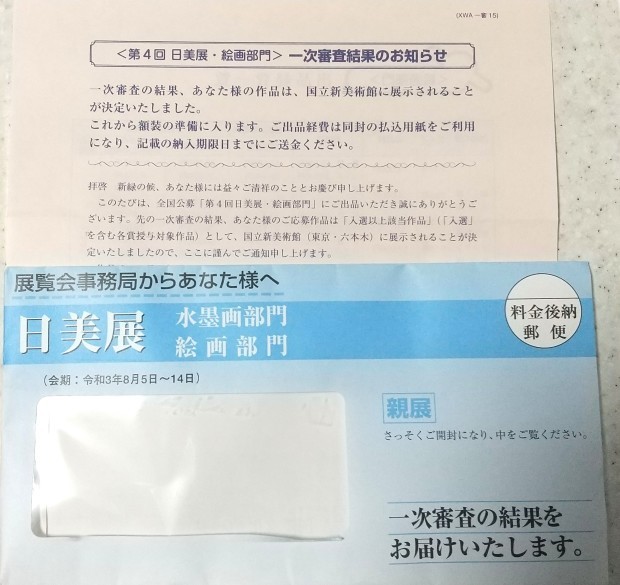 (XWA一審15)
＜第４回 日美展・絵画部門＞ 一次審査結果のお知らせ
一次審査の結果、あなた様の作品は、国立新美術館に展示されること
が決定いたしました。
これから額装の準備に入ります。ご出品経費は同封の払込用紙をご利用
になり、記載の納入期限日までにご送金ください。
拝啓　新緑の候、あなた様には益々ご清祥のこととお慶び申し上げます。
このたびは、全国公募「第４回日美展・絵画部門」にご出品いただき誠にありがとうご
ざいます。先の一次審査の結果、あなた様のご応募作品は「入選以上該当作品」（「入選」
を含む各賞授与対象作品）として、国立新美術館（東京・六本木）に展示されることが決
定いたしましたので、ここに謹んでご通知申し上げます。
展覧会事務局からあなた様へ
日美展 水墨画部門
絵画部門
料金後納
郵便
（会期：令和3年8月5日〜14日）
親展
さっそくご開封になり、中をご覧ください。
一次審査の結果を
お届けいたします。